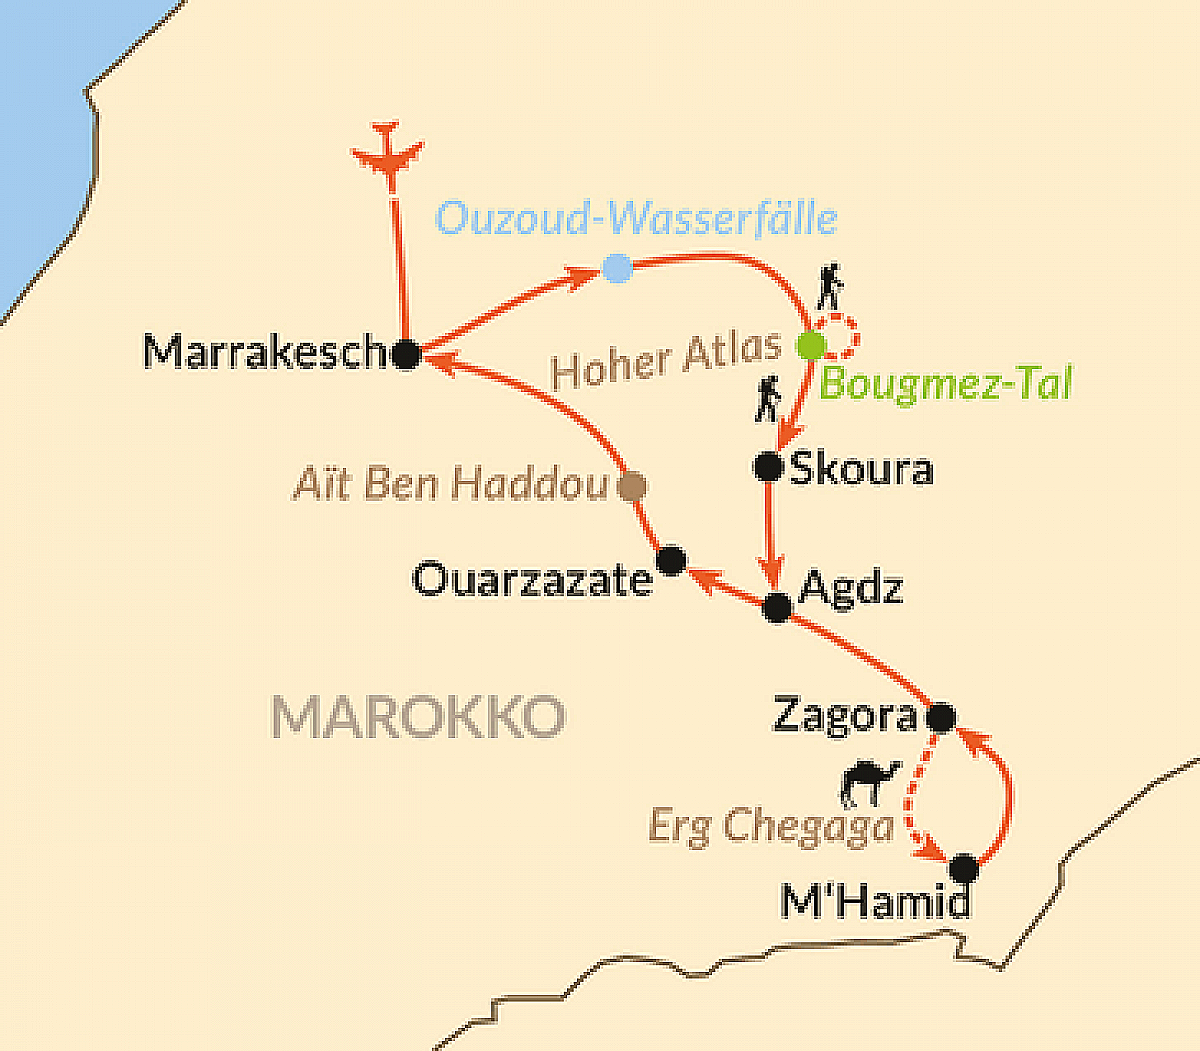 Ouzoud-Wasserfälle
Marrakesch
Hoher Atlas
Bougmez-Tal
Skoura
Aït Ben Haddou
Ouarzazate
Agdz
MAROKKO
Zagora
Erg Chegaga
M‘Hamid